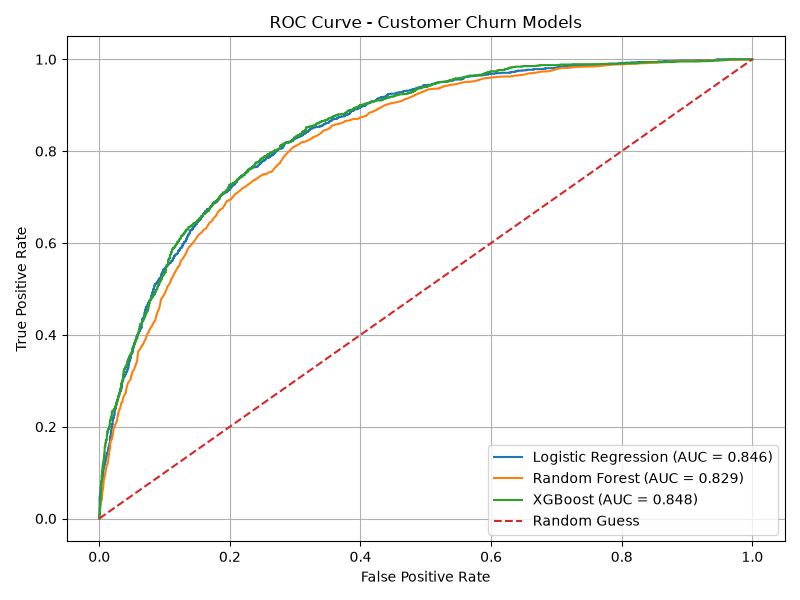 ROC Curve - Customer Churn Models
True Positive Rate
1.0
0.8
0.6
0.4
0.2
0.0
Logistic Regression (AUC = 0.846)
Random Forest (AUC = 0.829)
XGBoost (AUC = 0.848)
Random Guess
0.0 0.2 0.4 0.6 0.8 1.0
False Positive Rate